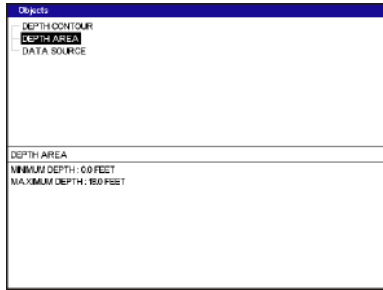 Objects
DEPTH CONTOUR
DEPTH AREA
DATA SOURCE
DEPTH AREA
MINIMUM DEPTH : 0.0 FEET
MAXIMUM DEPTH : 18.0 FEET